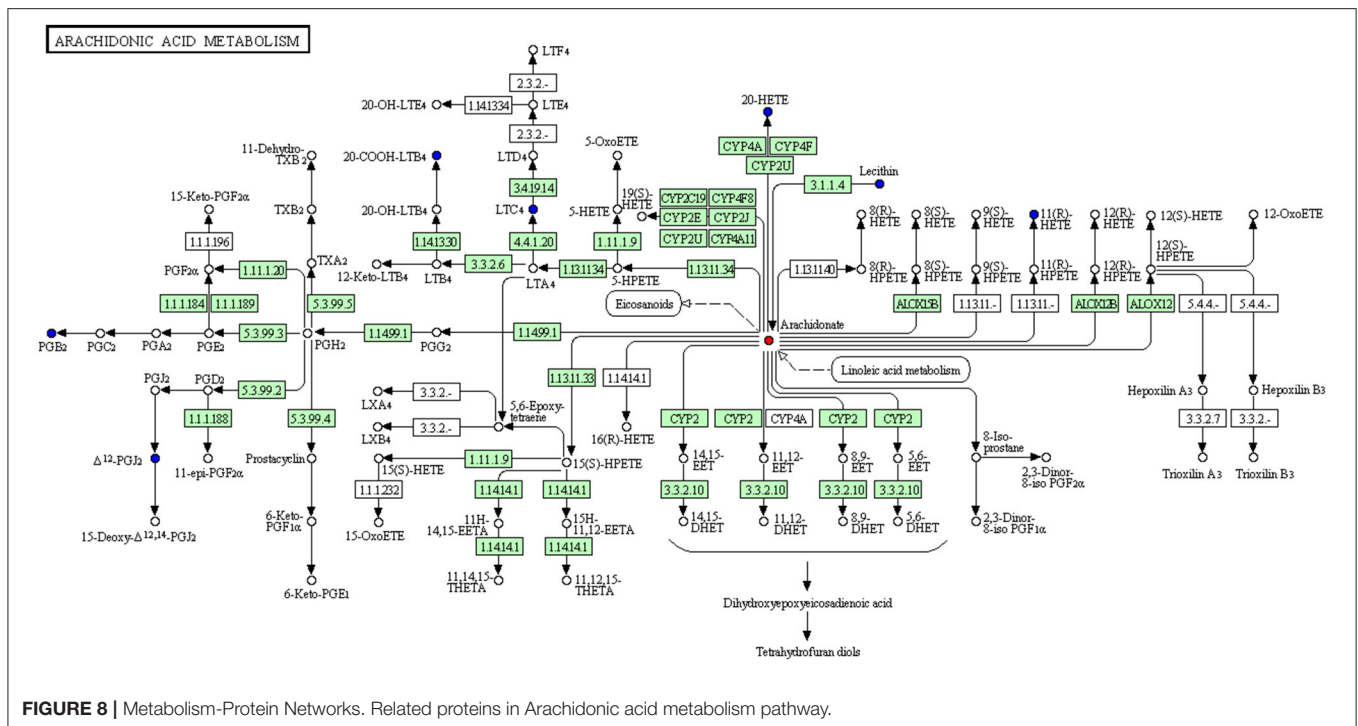 ARACHIDONIC ACID METABOLISM
LTF4
2.3.2.-
20-OH-LTE4
1.14.1334
LTE4
2.3.2.-
20-HETE
CYP4A
CYP4F
CYP2U
11-Dehydro-
TXB2
20-COOH-LTB4
LTD4
5-OxoETE
Lecithin
3.1.1.4
3.4.19.14
15-Keto-PGF2α
TXB2
20-OH-LTB4
LTC4
5-HETE
19(S)-
HETE
CYP2C19
CYP4F8
CYP2E
CYP2J
CYP2U
CYP4A11
8(R)-
HETE
8(S)-
HETE
9(S)-
HETE
11(R)-
HETE
12(R)-
HETE
12(S)-HETE
12-OxoETE
1.1.1.196
1.14.1330
4.4.1.20
1.11.1.9
PGF2α
1.11.1.20
TXA2
12-Keto-LTB4
LTB4
3.3.2.6
LTA4
1.13.1134
5-HPETE
1.13.11.34
1.13.1140
8(R)-
HPETE
8(S)-
HPETE
9(S)-
HPETE
11(R)-
HPETE
12(R)-
HPETE
12(S)-
HPETE
1.1.1.184
1.1.1.189
5.3.99.5
Eicosanoids
ALOX15B
1.13.11.-
1.13.11.-
ALOX12B
ALOX12
5.4.4.-
5.4.4.-
PGB2
PGC2
PGA2
PGE2
5.3.99.3
PGH2
1.14.99.1
PGG2
1.14.99.1
Arachidonate
Linoleic acid metabolism
PGJ2
PGD2
5.3.99.2
1.13.11.33
1.14.14.1
Hepoxilin A3
Hepoxilin B3
1.1.1.188
5.3.99.4
LXA4
3.3.2.-
5,6-Epoxy-
tetraene
LXB4
3.3.2.-
16(R)-HETE
CYP2
CYP2
CYP4A
CYP2
CYP2
3.3.2.7
3.3.2.-
Δ12-PGJ2
11-epi-PGF2α
Prostacyclin
15(S)-HETE
1.11.1.9
15(S)-HPETE
14,15-
EET
11,12-
EET
8,9-
EET
5,6-
EET
8-Iso-
prostane
2,3-Dinor-
8-iso PGF2α
Trioxilin A3
Trioxilin B3
1.1.1.232
1.14.14.1
1.14.14.1
3.3.2.10
3.3.2.10
3.3.2.10
3.3.2.10
15-Deoxy-Δ12,14-PGJ2
6-Keto-
PGF1α
15-OxoETE
11H-
14,15-EETA
15H-
11,12-EETA
14,15-
DHET
11,12-
DHET
8,9-
DHET
5,6-
DHET
2,3-Dinor-
8-iso PGF1α
1.14.14.1
1.14.14.1
6-Keto-PGE1
11,14,15-
THETA
11,12,15-
THETA
Dihydroxyepoxyeicosadienoic acid
Tetrahydrofuran diols
FIGURE 8 | Metabolism-Protein Networks. Related proteins in Arachidonic acid metabolism pathway.